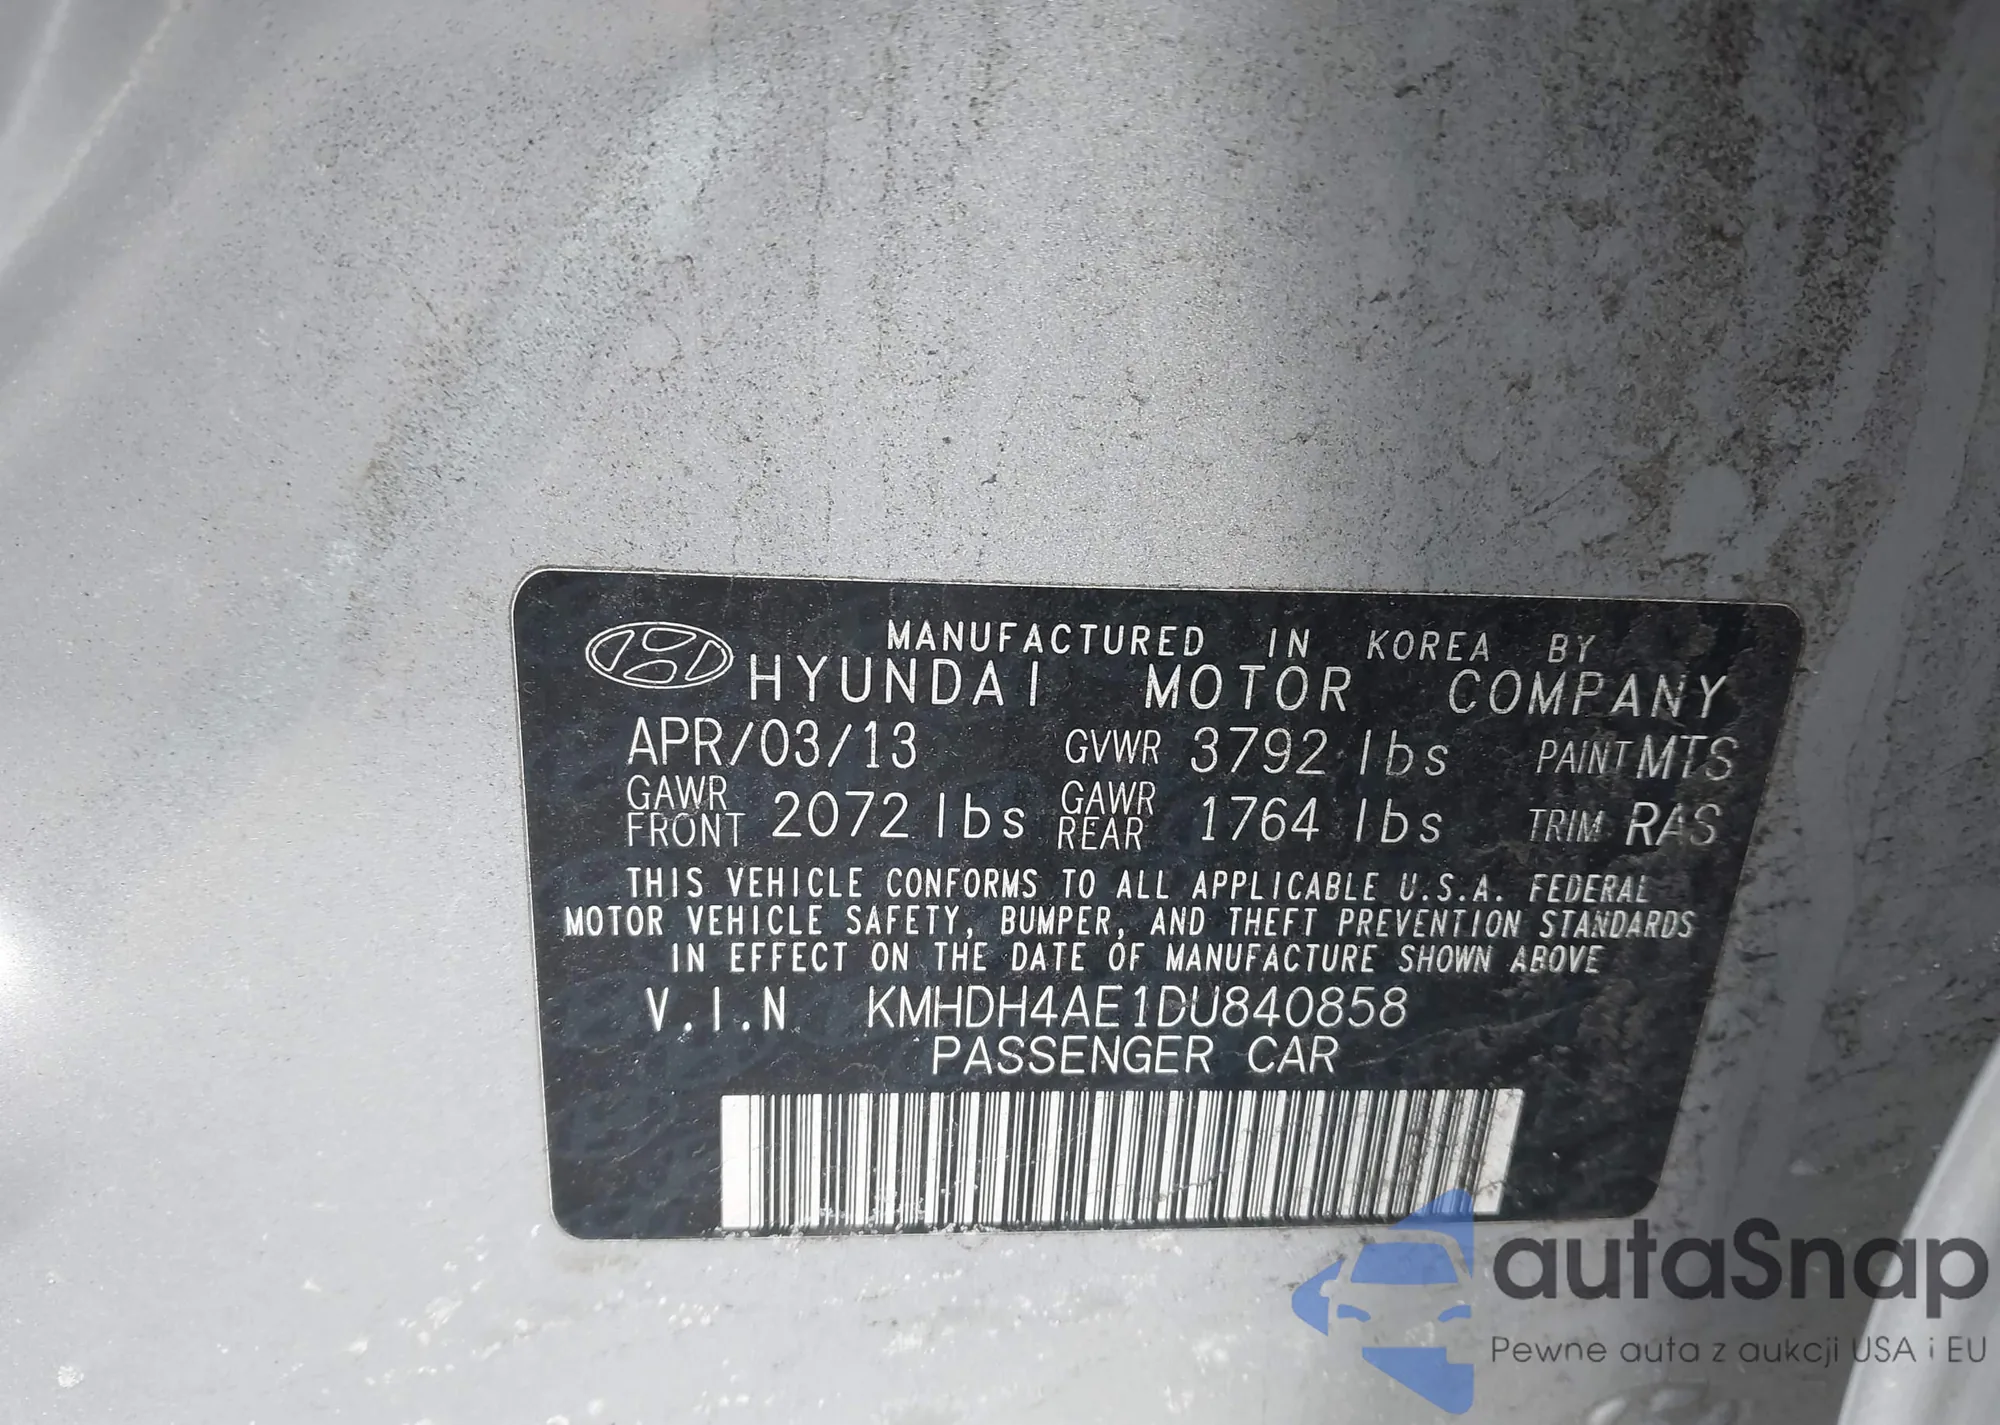 MANUFACTURED IN KOREA BY
HYUNDAI MOTOR COMPANY
APR/03/13 GVWR 3792 lbs PAINT MTS
GAWR FRONT 2072 lbs GAWR REAR 1764 lbs TRIM RAS
THIS VEHICLE CONFORMS TO ALL APPLICABLE U.S.A. FEDERAL
MOTOR VEHICLE SAFETY, BUMPER, AND THEFT PREVENTION STANDARDS
IN EFFECT ON THE DATE OF MANUFACTURE SHOWN ABOVE
V.I.N KMHDH4AE1DU840858
PASSENGER CAR
autaSnap
Pewne auta z aukcji USA i EU